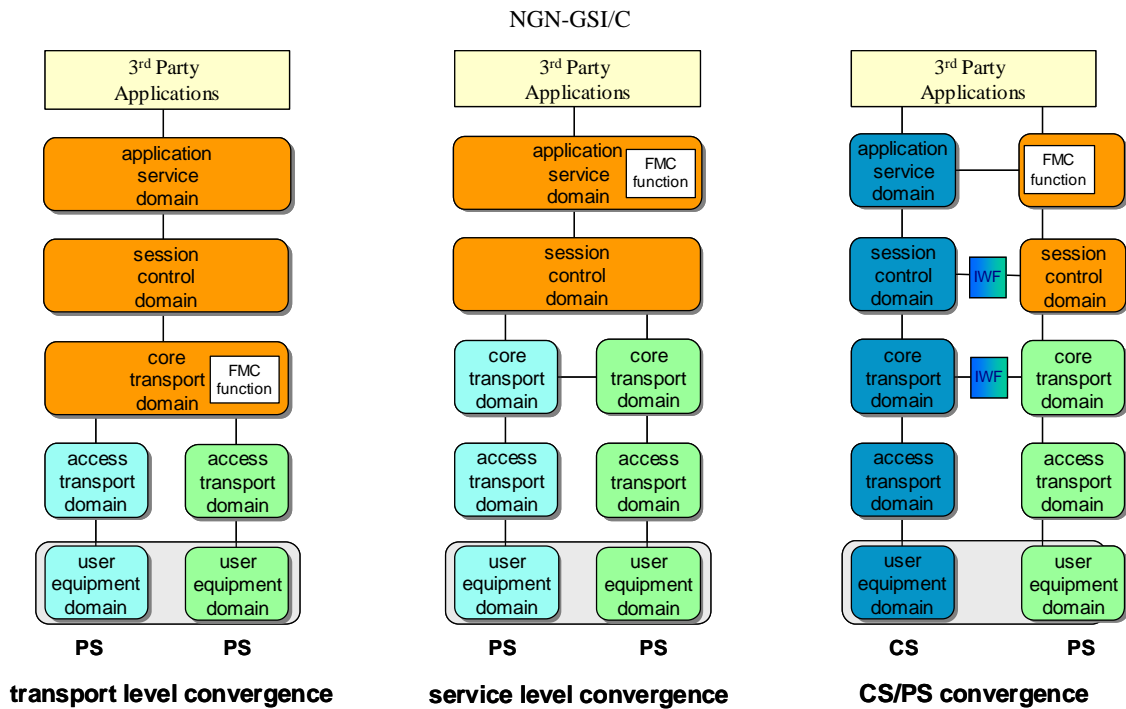 NGN-GSI/C
3rd Party
Applications
application
service
domain
session
control
domain
core
transport
domain
FMC
function
access
transport
domain
access
transport
domain
user
equipment
domain
user
equipment
domain
PS
PS
transport level convergence
3rd Party
Applications
application
service
domain
FMC
function
session
control
domain
core
transport
domain
core
transport
domain
access
transport
domain
access
transport
domain
user
equipment
domain
user
equipment
domain
PS
PS
service level convergence
3rd Party
Applications
application
service
domain
FMC
function
session
control
domain
IWF
session
control
domain
core
transport
domain
IWF
core
transport
domain
access
transport
domain
access
transport
domain
user
equipment
domain
user
equipment
domain
CS
PS
CS/PS convergence